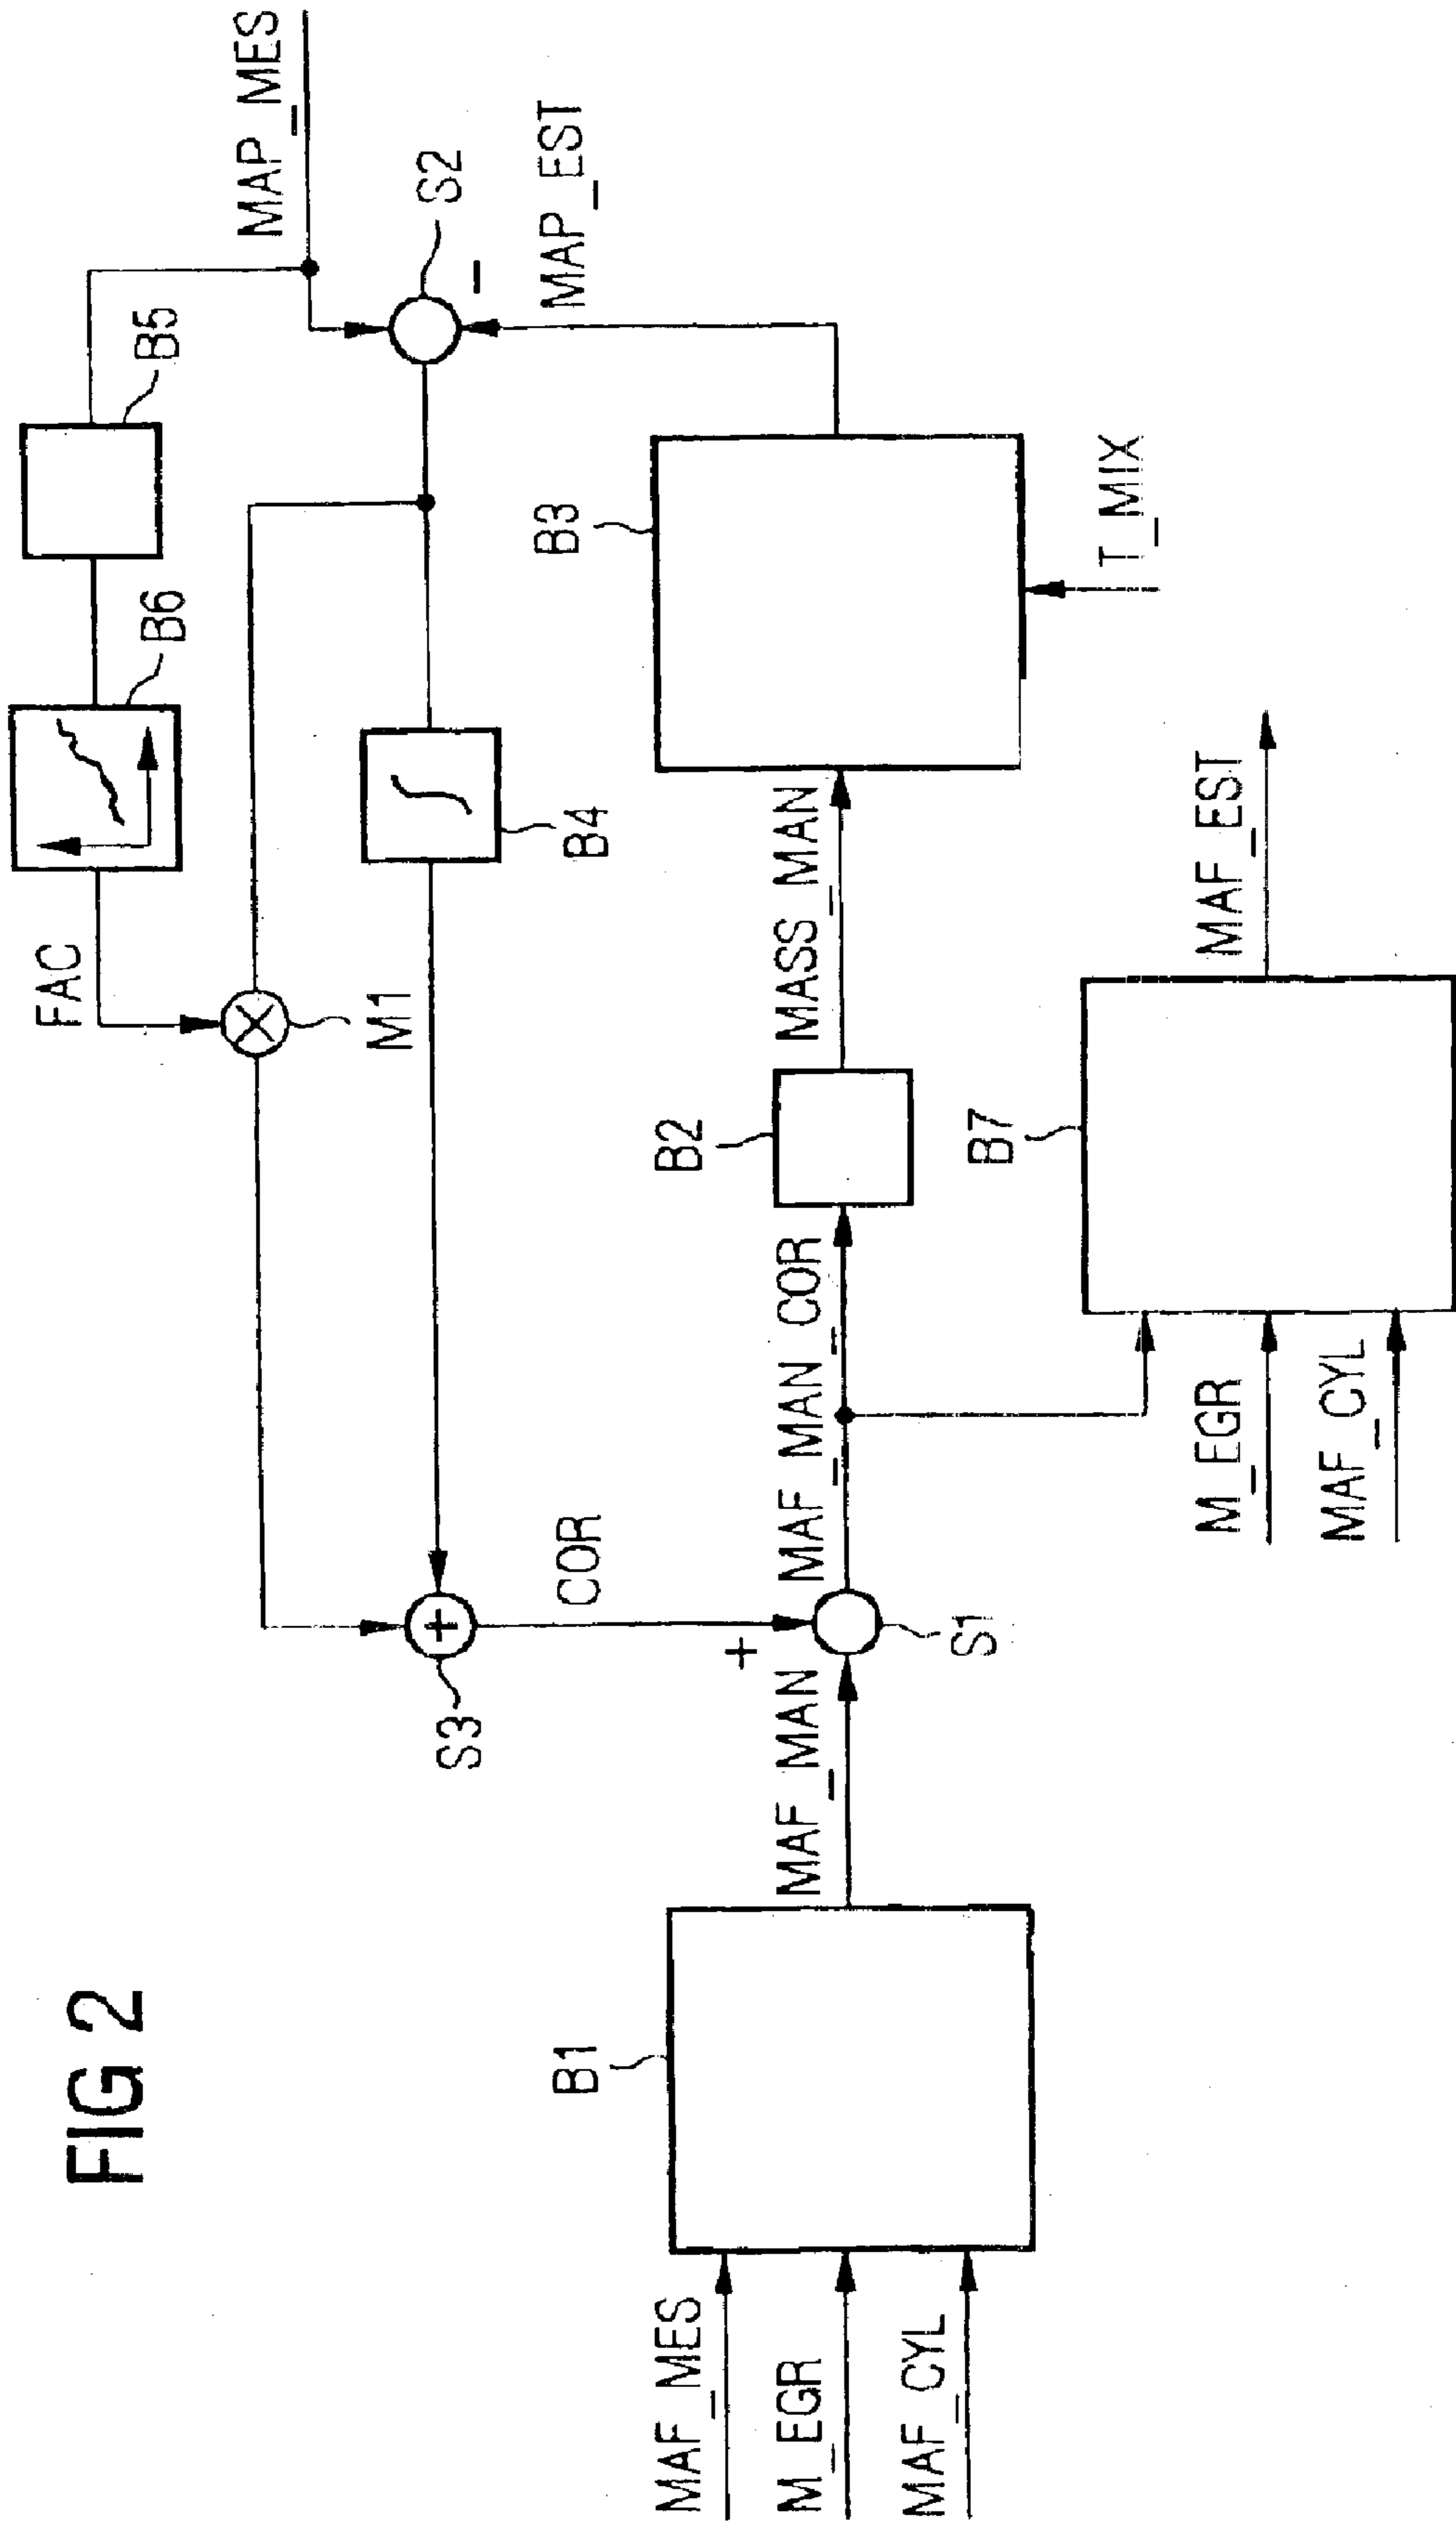 FIG 2
FAC
B6
B5
MAP_MES
M1
B4
S2
S3
COR
MAP_EST
B1
+
B2
B3
–
MAF_MES
M_EGR
MAF_CYL
MAF_MAN
S1
MAF_MAN_COR
MASS_MAN
T_MIX
B7
M_EGR
MAF_CYL
MAF_EST